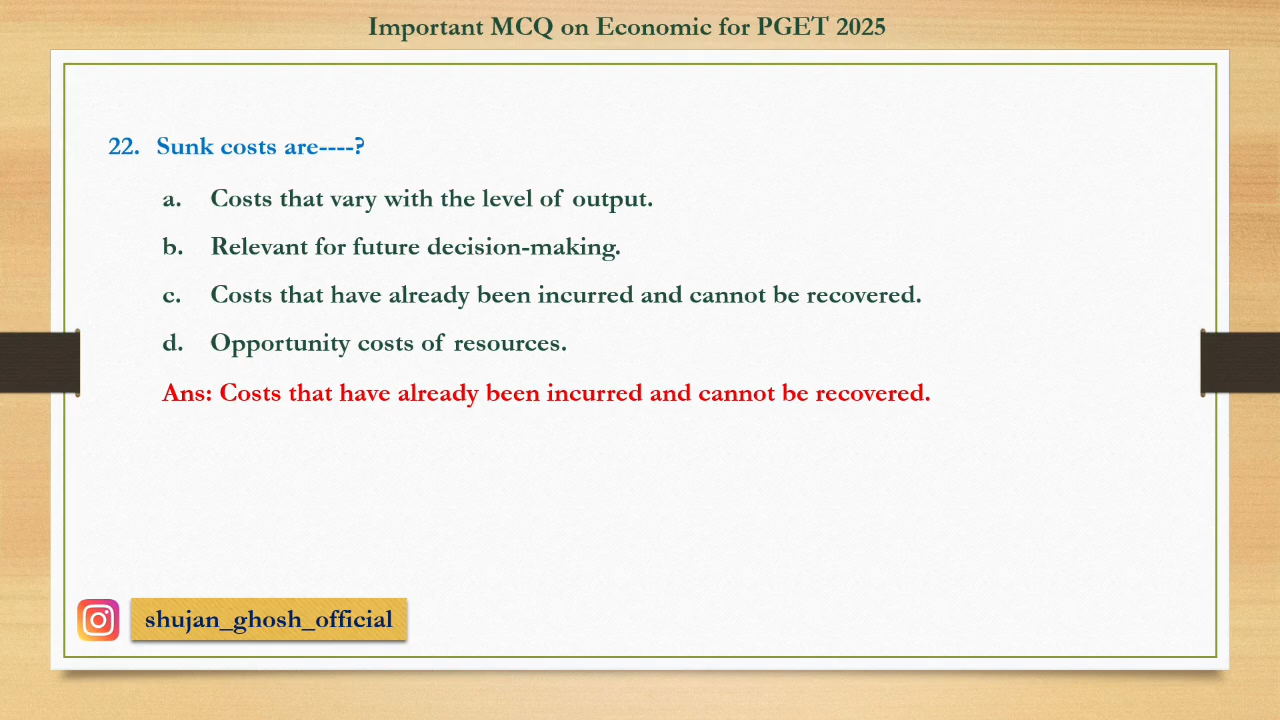 Important MCQ on Economic for PGET 2025
22. Sunk costs are----?
a. Costs that vary with the level of output.
b. Relevant for future decision-making.
c. Costs that have already been incurred and cannot be recovered.
d. Opportunity costs of resources.
Ans: Costs that have already been incurred and cannot be recovered.
shujan_ghosh_official